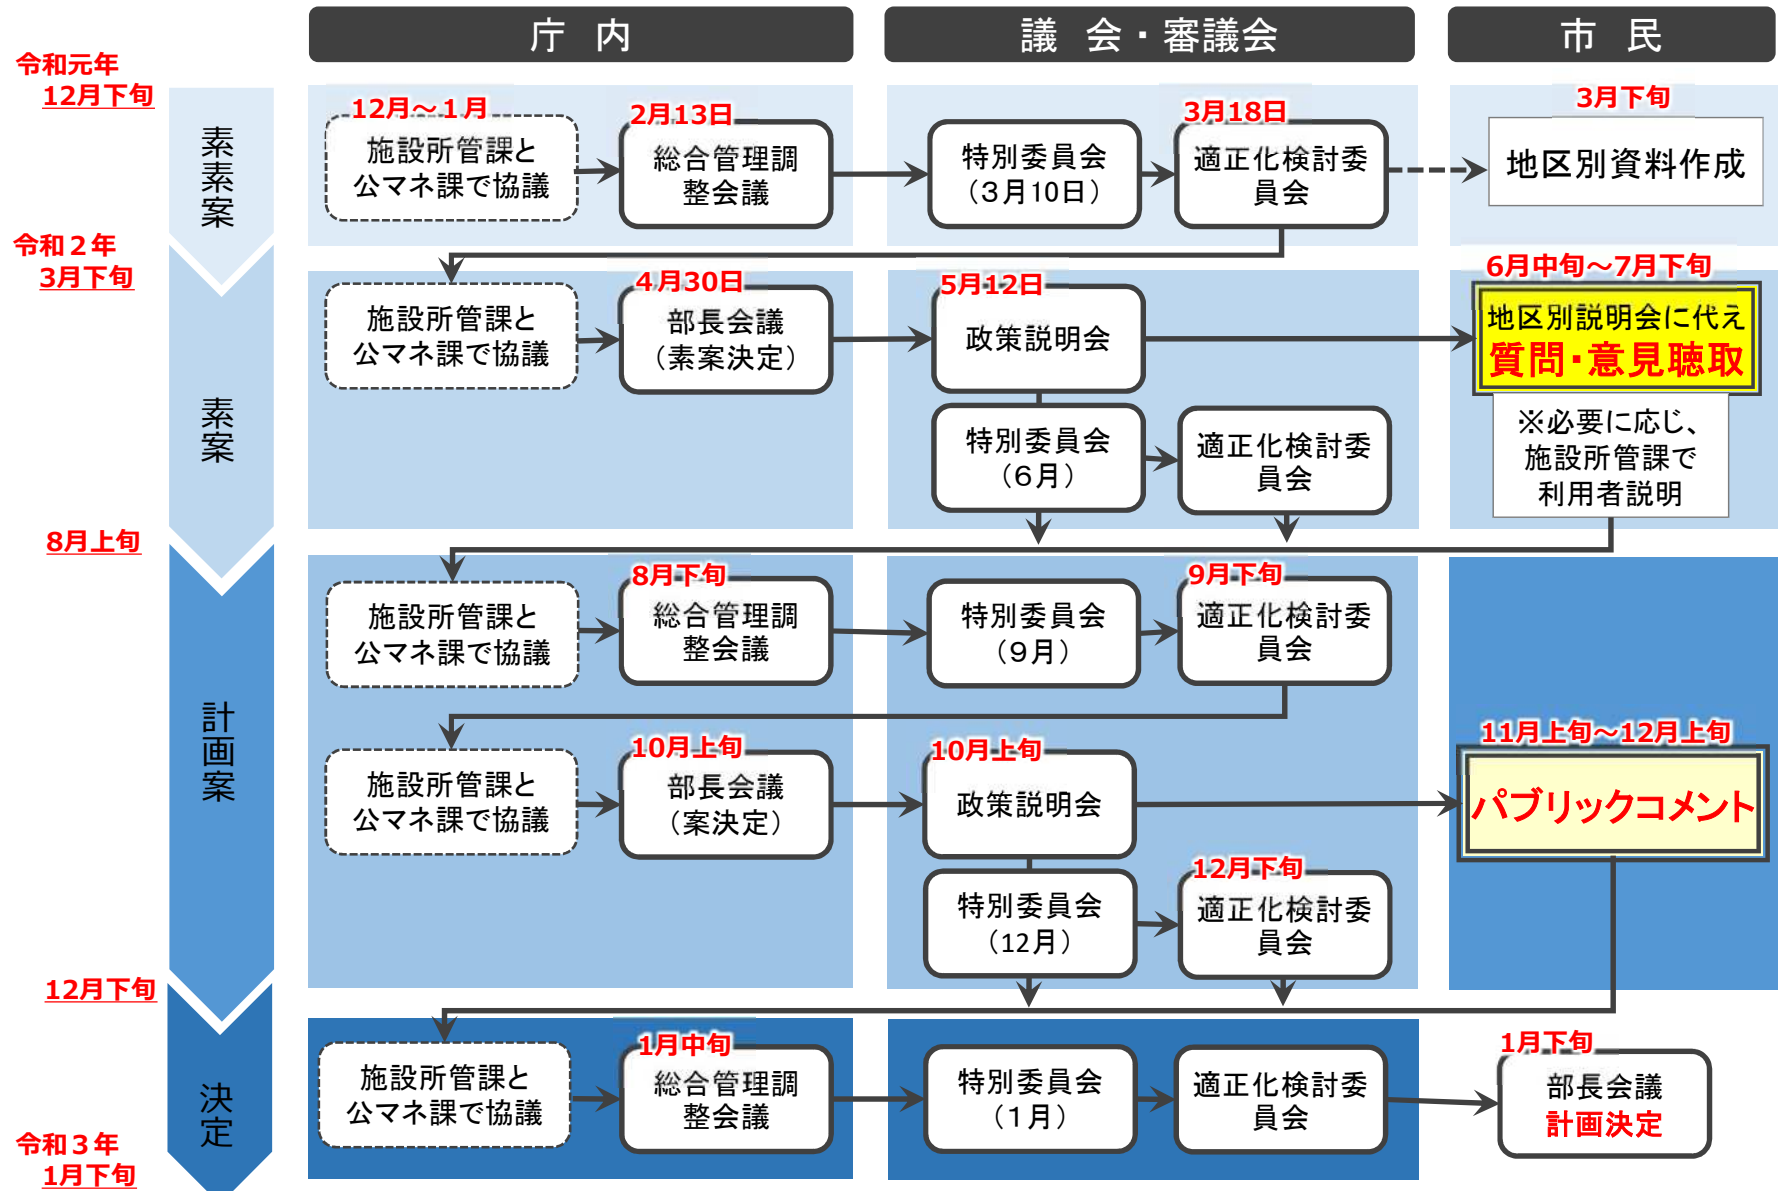 庁 内
議 会・審議会
市 民
令和元年
12月下旬
素素案
12月～1月
施設所管課と
公マネ課で協議
2月13日
総合管理調
整会議
特別委員会
（3月10日）
3月18日
適正化検討委
員会
3月下旬
地区別資料作成
令和２年
3月下旬
素案
施設所管課と
公マネ課で協議
4月30日
部長会議
（素案決定）
5月12日
政策説明会
6月中旬～7月下旬
地区別説明会に代え
質問・意見聴取
※必要に応じ、
施設所管課で
利用者説明
特別委員会
（6月）
適正化検討委
員会
8月上旬
計画案
施設所管課と
公マネ課で協議
8月下旬
総合管理調
整会議
特別委員会
（9月）
9月下旬
適正化検討委
員会
施設所管課と
公マネ課で協議
10月上旬
部長会議
（案決定）
10月上旬
政策説明会
11月上旬～12月上旬
パブリックコメント
特別委員会
（12月）
12月下旬
適正化検討委
員会
12月下旬
決定
施設所管課と
公マネ課で協議
1月中旬
総合管理調
整会議
特別委員会
（1月）
適正化検討委
員会
1月下旬
部長会議
計画決定
令和３年
1月下旬